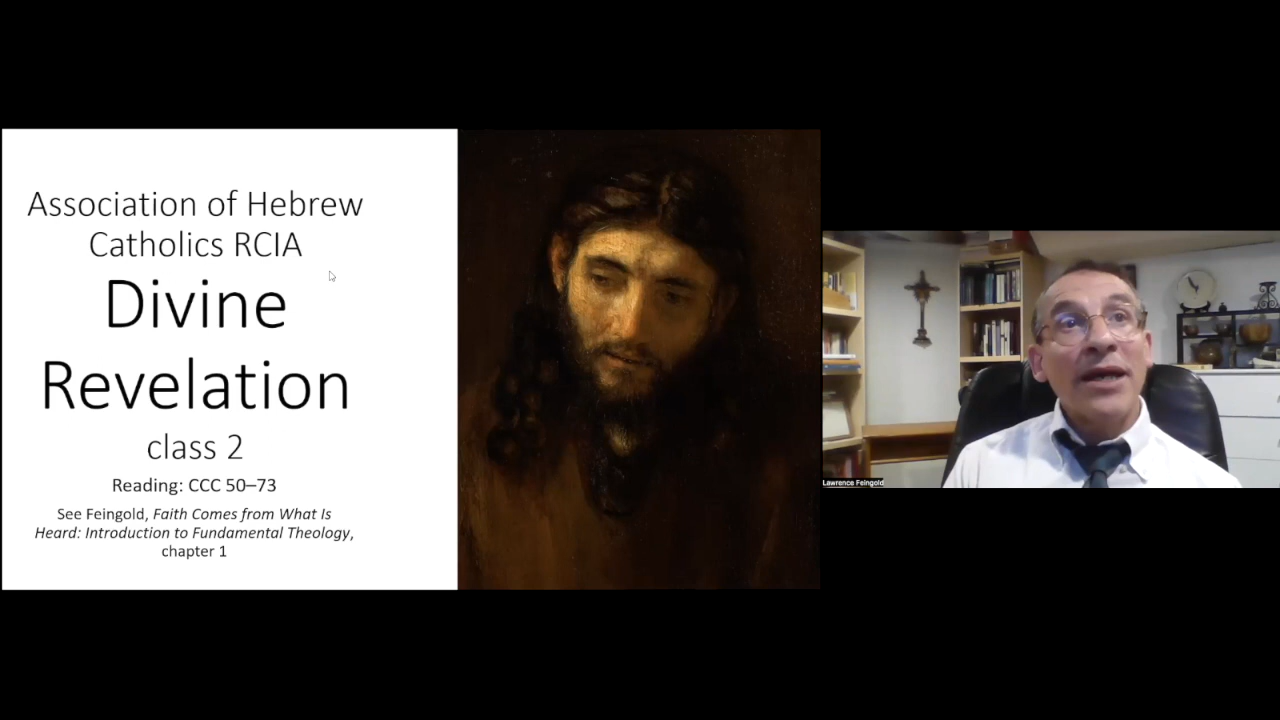 Association of Hebrew
Catholics RCIA
Divine
Revelation
class 2
Reading: CCC 50–73
See Feingold, Faith Comes from What Is
Heard: Introduction to Fundamental Theology,
chapter 1
Lawrence Feingold